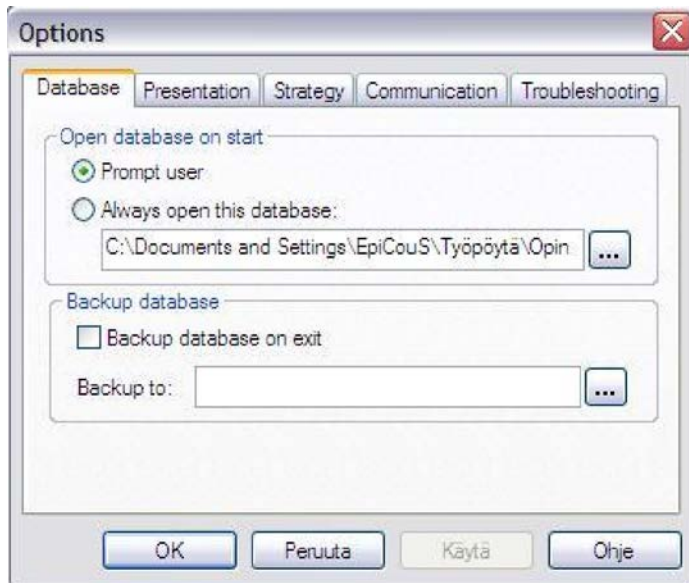 Options
Database Presentation Strategy Communication Troubleshooting
Open database on start
Prompt user
Always open this database:
C:\Documents and Settings\EpiCouS\Työpöytä\Opin ...
Backup database
Backup database on exit
Backup to: ...
OK Peruuta Käytä Ohje